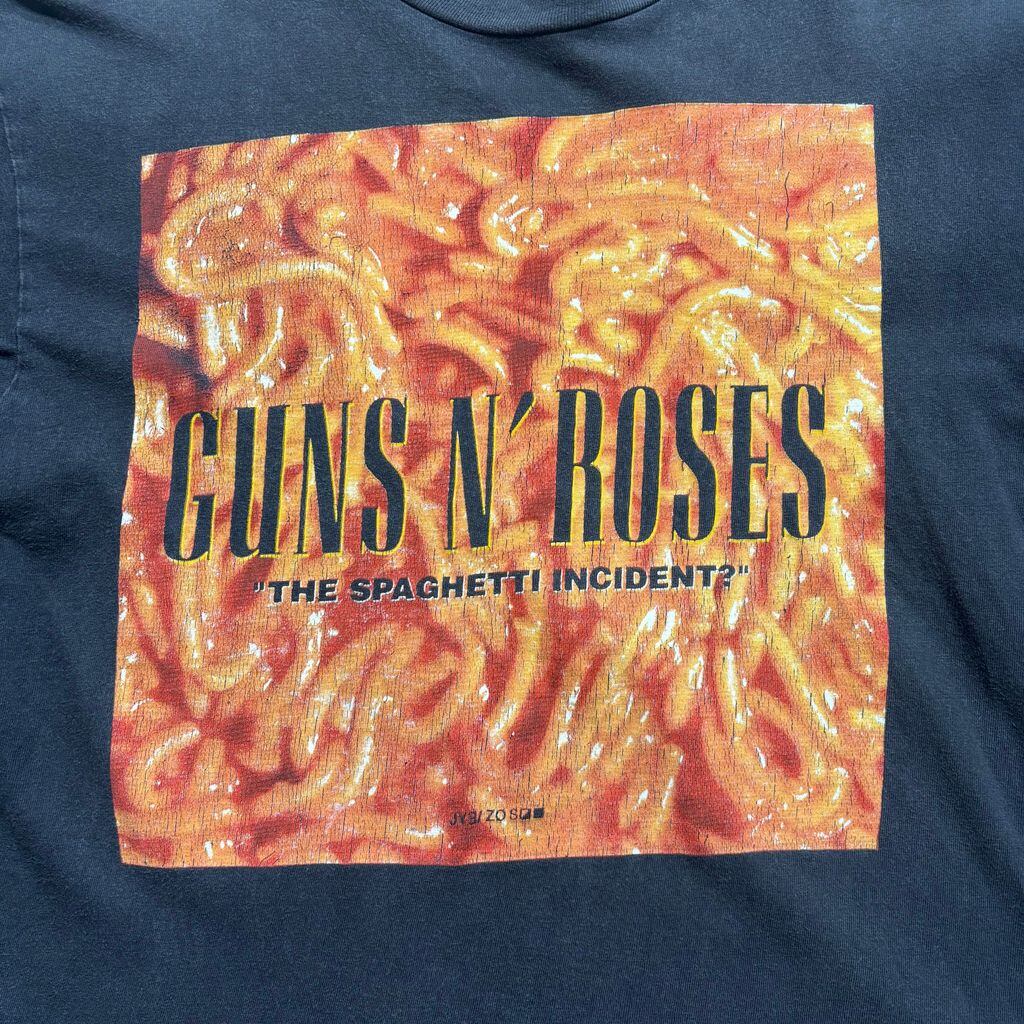 GUNS N' ROSES
"THE SPAGHETTI INCIDENT?"